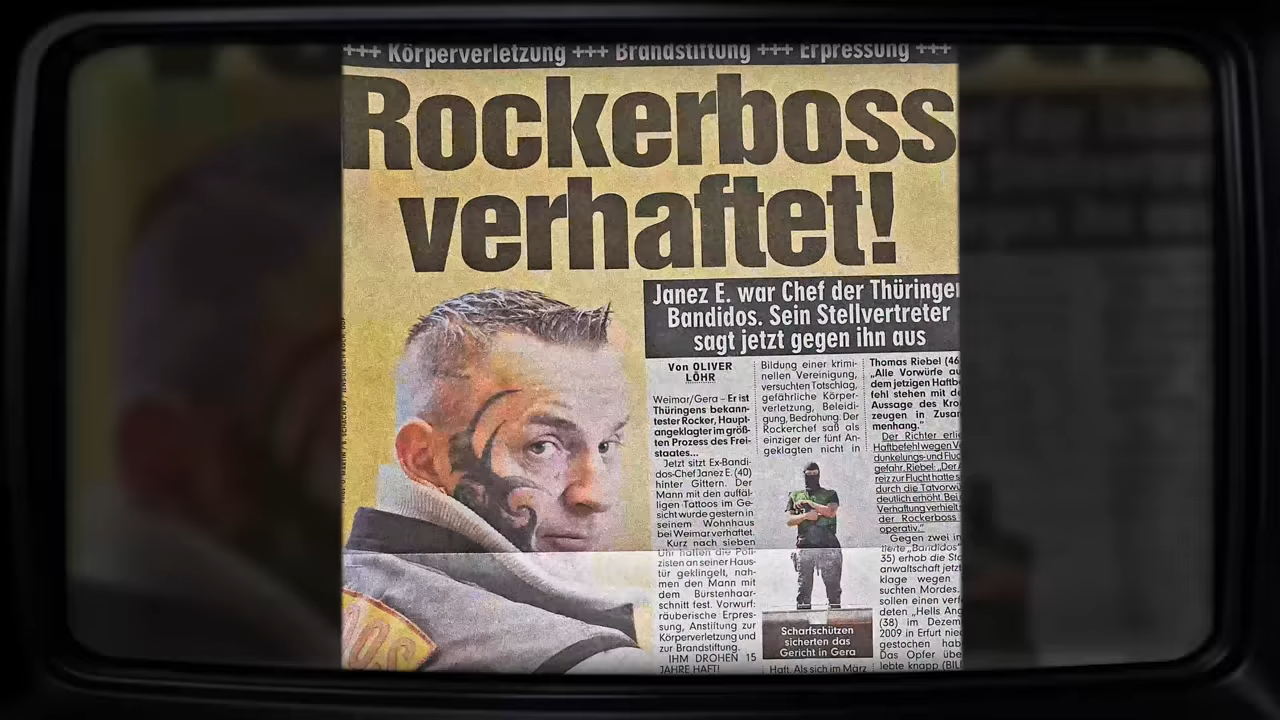 +++ Körperverletzung +++ Brandstiftung +++ Erpressung +++
Rockerboss
verhaftet!
Janez E. war Chef der Thüringer
Bandidos. Sein Stellvertreter
sagt jetzt gegen ihn aus
Von OLIVER
LÖHR
Weimar/Gera – Er ist
Thüringens bekann-
tester Rocker, Haupt-
angeklagter im größ-
ten Prozess des Frei-
staates...
Jetzt sitzt Ex-Bandi-
dos-Chef Janez E. (40)
hinter Gittern. Der
Mann mit den auffäl-
ligen Tattoos im Ge-
sicht wurde gestern in
seinem Wohnhaus
bei Weimar verhaftet.
Kurz nach sieben
Uhr hatten die Poli-
zisten an seiner Haus-
tür geklingelt, nah-
men den Mann mit
dem Bürstenhaar-
schnitt fest. Vorwurf:
räuberische Erpres-
sung, Anstiftung zur
Körperverletzung und
zur Brandstiftung.
IHM DROHEN 15
JAHRE HAFT!
Bildung einer krimi-
nellen Vereinigung,
versuchten Totschlag,
gefährliche Körper-
verletzung, Beleidi-
gung, Bedrohung. Der
Rockerchef saß als
einziger der fünf An-
geklagten nicht in
Scharfschützen
sicherten das
Gericht in Gera
Haft. Als sich im März
Thomas Riebel (46
„Alle Vorwürfe au
dem jetzigen Haftb
fehl stehen mit de
Aussage des Kro
zeugen in Zusa
menhang.“
Der Richter erlie
Haftbefehl wegen Ve
dunkelungs- und Fluc
gefahr. Riebel: „Der A
reiz zur Flucht hatte s
durch die Tatvorwü
deutlich erhöht. Bei
Verhaftung verhielt
der Rockerboss
operativ.“
Gegen zwei in
tierte „Bandidos“
35) erhob die Sta
anwaltschaft jetzt
klage wegen
suchten Mordes.
sollen einen verf
deten „Hells Ang
(38) im Dezem
2009 in Erfurt nie
gestochen hab
Das Opfer übe
lebte knapp (BIL